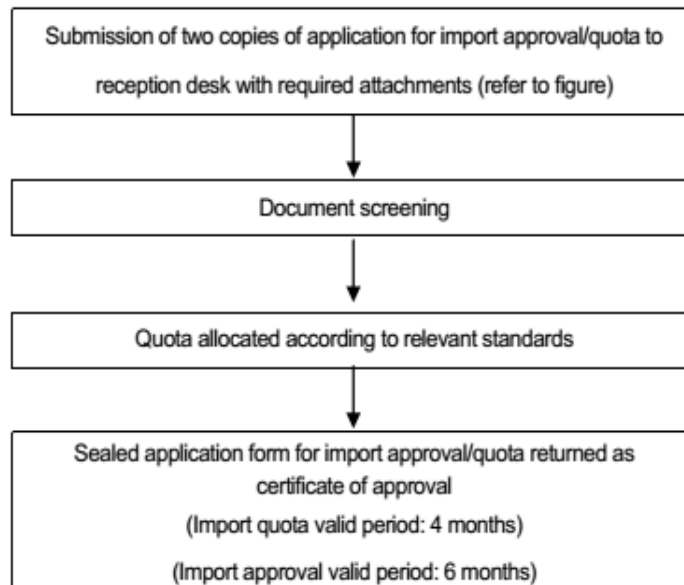 Submission of two copies of application for import approval/quota to
reception desk with required attachments (refer to figure)
Document screening
Quota allocated according to relevant standards
Sealed application form for import approval/quota returned as
certificate of approval
(Import quota valid period: 4 months)
(Import approval valid period: 6 months)